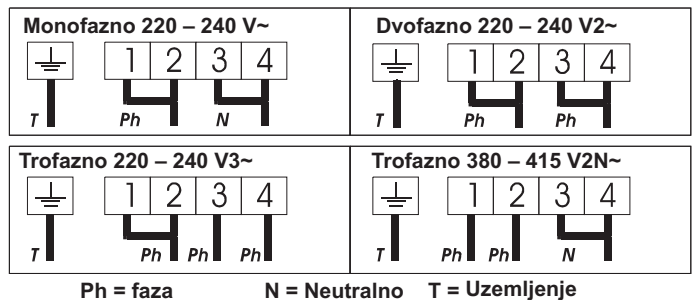 Monofazno 220 – 240 V~
1 2 3 4
T Ph N
Dvofazno 220 – 240 V2~
1 2 3 4
T Ph Ph
Trofazno 220 – 240 V3~
1 2 3 4
T Ph Ph Ph
Trofazno 380 – 415 V2N~
1 2 3 4
T Ph Ph N
Ph = faza N = Neutralno T = Uzemljenje